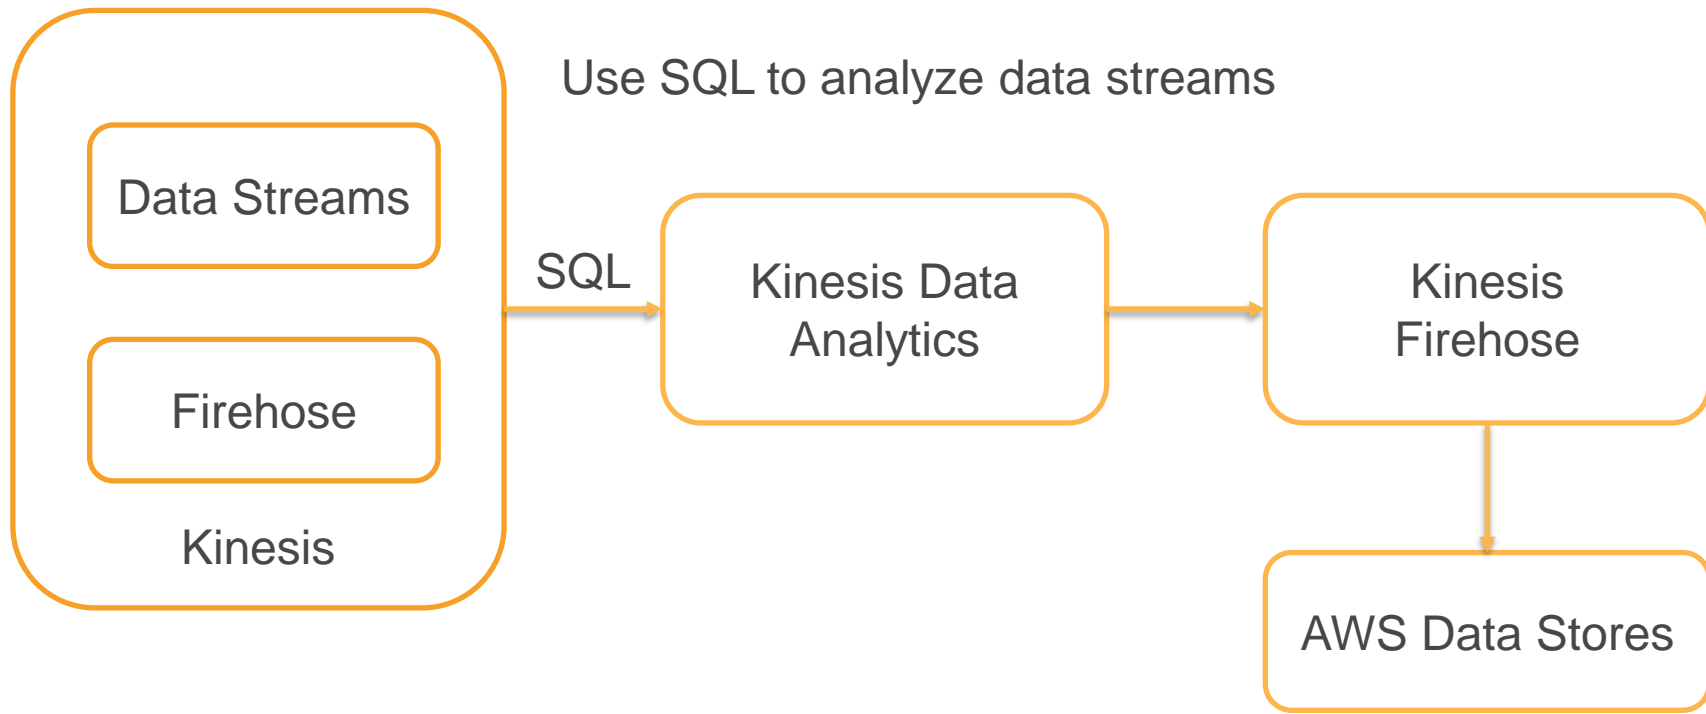 Use SQL to analyze data streams
Data Streams
Firehose
Kinesis
SQL
Kinesis Data
Analytics
Kinesis
Firehose
AWS Data Stores